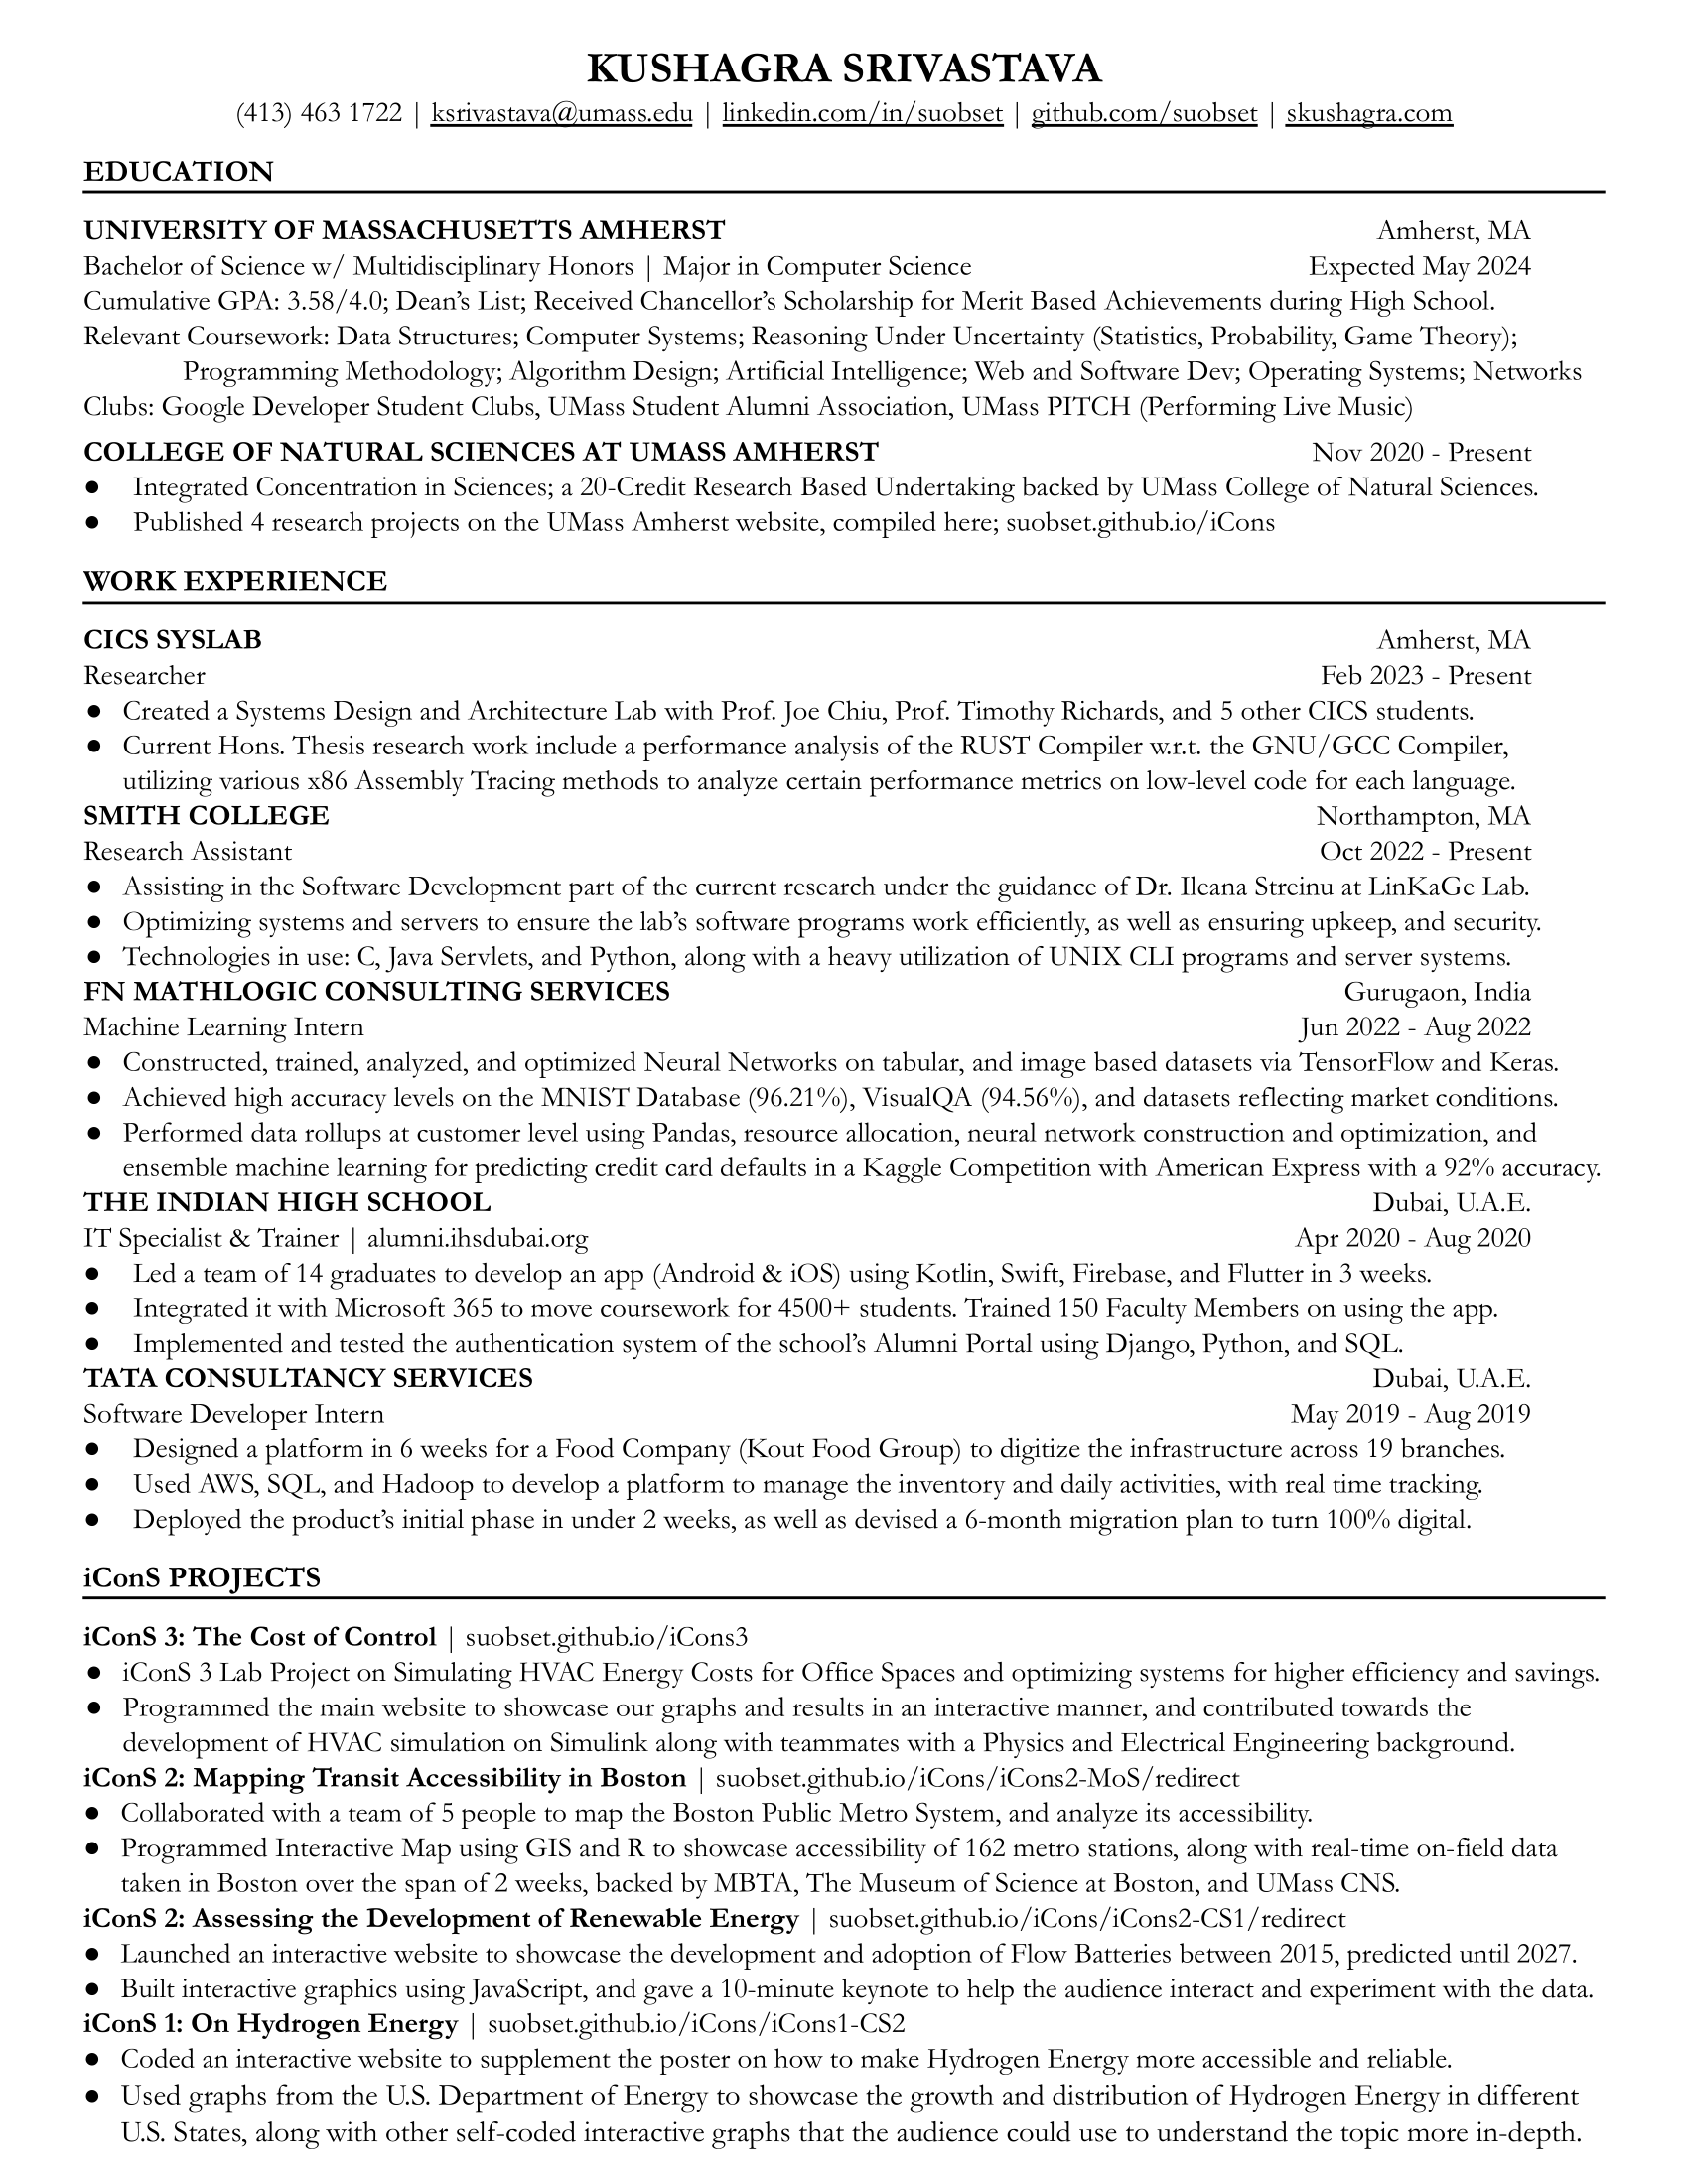 KUSHAGRA SRIVASTAVA
(413) 463 1722 | ksrivastava@umass.edu | linkedin.com/in/suobset | github.com/suobset | skushagra.com
EDUCATION
UNIVERSITY OF MASSACHUSETTS AMHERST Amherst, MA
Bachelor of Science w/ Multidisciplinary Honors | Major in Computer Science Expected May 2024
Cumulative GPA: 3.58/4.0; Dean's List; Received Chancellor's Scholarship for Merit Based Achievements during High School.
Relevant Coursework: Data Structures; Computer Systems; Reasoning Under Uncertainty (Statistics, Probability, Game Theory);
Programming Methodology; Algorithm Design; Artificial Intelligence; Web and Software Dev; Operating Systems; Networks
Clubs: Google Developer Student Clubs, UMass Student Alumni Association, UMass PITCH (Performing Live Music)
COLLEGE OF NATURAL SCIENCES AT UMASS AMHERST Nov 2020 - Present
● Integrated Concentration in Sciences; a 20-Credit Research Based Undertaking backed by UMass College of Natural Sciences.
● Published 4 research projects on the UMass Amherst website, compiled here; suobset.github.io/iCons
WORK EXPERIENCE
CICS SYSLAB Amherst, MA
Researcher Feb 2023 - Present
● Created a Systems Design and Architecture Lab with Prof. Joe Chiu, Prof. Timothy Richards, and 5 other CICS students.
● Current Hons. Thesis research work include a performance analysis of the RUST Compiler w.r.t. the GNU/GCC Compiler,
utilizing various x86 Assembly Tracing methods to analyze certain performance metrics on low-level code for each language.
SMITH COLLEGE Northampton, MA
Research Assistant Oct 2022 - Present
● Assisting in the Software Development part of the current research under the guidance of Dr. Ileana Streinu at LinKaGe Lab.
● Optimizing systems and servers to ensure the lab's software programs work efficiently, as well as ensuring upkeep, and security.
● Technologies in use: C, Java Servlets, and Python, along with a heavy utilization of UNIX CLI programs and server systems.
FN MATHLOGIC CONSULTING SERVICES Gurugaon, India
Machine Learning Intern Jun 2022 - Aug 2022
● Constructed, trained, analyzed, and optimized Neural Networks on tabular, and image based datasets via TensorFlow and Keras.
● Achieved high accuracy levels on the MNIST Database (96.21%), VisualQA (94.56%), and datasets reflecting market conditions.
● Performed data rollups at customer level using Pandas, resource allocation, neural network construction and optimization, and
ensemble machine learning for predicting credit card defaults in a Kaggle Competition with American Express with a 92% accuracy.
THE INDIAN HIGH SCHOOL Dubai, U.A.E.
IT Specialist & Trainer | alumni.ihsdubai.org Apr 2020 - Aug 2020
● Led a team of 14 graduates to develop an app (Android & iOS) using Kotlin, Swift, Firebase, and Flutter in 3 weeks.
● Integrated it with Microsoft 365 to move coursework for 4500+ students. Trained 150 Faculty Members on using the app.
● Implemented and tested the authentication system of the school's Alumni Portal using Django, Python, and SQL.
TATA CONSULTANCY SERVICES Dubai, U.A.E.
Software Developer Intern May 2019 - Aug 2019
● Designed a platform in 6 weeks for a Food Company (Kout Food Group) to digitize the infrastructure across 19 branches.
● Used AWS, SQL, and Hadoop to develop a platform to manage the inventory and daily activities, with real time tracking.
● Deployed the product's initial phase in under 2 weeks, as well as devised a 6-month migration plan to turn 100% digital.
iConS PROJECTS
iConS 3: The Cost of Control | suobset.github.io/iCons3
● iConS 3 Lab Project on Simulating HVAC Energy Costs for Office Spaces and optimizing systems for higher efficiency and savings.
● Programmed the main website to showcase our graphs and results in an interactive manner, and contributed towards the
development of HVAC simulation on Simulink along with teammates with a Physics and Electrical Engineering background.
iConS 2: Mapping Transit Accessibility in Boston | suobset.github.io/iCons/iCons2-MoS/redirect
● Collaborated with a team of 5 people to map the Boston Public Metro System, and analyze its accessibility.
● Programmed Interactive Map using GIS and R to showcase accessibility of 162 metro stations, along with real-time on-field data
taken in Boston over the span of 2 weeks, backed by MBTA, The Museum of Science at Boston, and UMass CNS.
iConS 2: Assessing the Development of Renewable Energy | suobset.github.io/iCons/iCons2-CS1/redirect
● Launched an interactive website to showcase the development and adoption of Flow Batteries between 2015, predicted until 2027.
● Built interactive graphics using JavaScript, and gave a 10-minute keynote to help the audience interact and experiment with the data.
iConS 1: On Hydrogen Energy | suobset.github.io/iCons/iCons1-CS2
● Coded an interactive website to supplement the poster on how to make Hydrogen Energy more accessible and reliable.
● Used graphs from the U.S. Department of Energy to showcase the growth and distribution of Hydrogen Energy in different
U.S. States, along with other self-coded interactive graphs that the audience could use to understand the topic more in-depth.